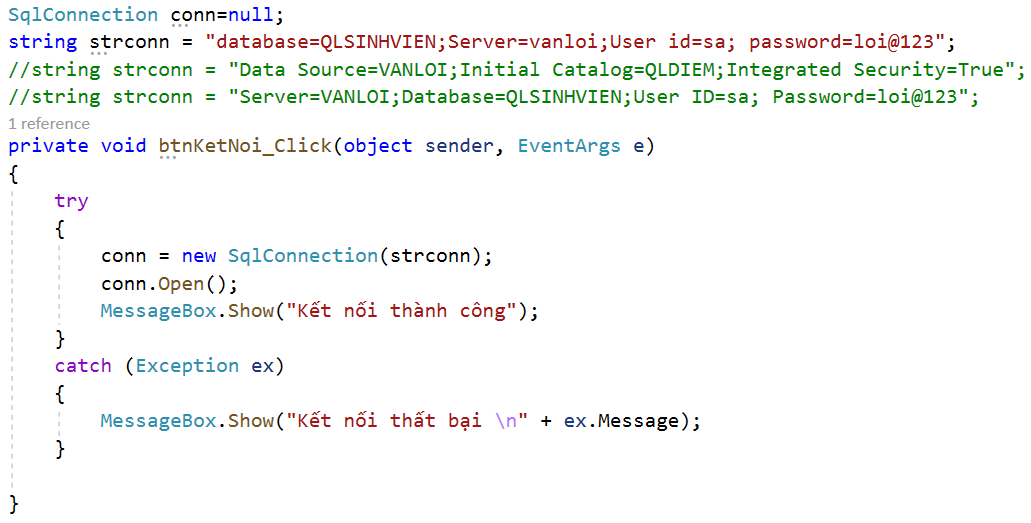 SqlConnection conn=null;
string strconn = "database=QLSINHVIEN;Server=vanloi;User id=sa; password=loi@123";
//string strconn = "Data Source=VANLOI;Initial Catalog=QLDIEM;Integrated Security=True";
//string strconn = "Server=VANLOI;Database=QLSINHVIEN;User ID=sa; Password=loi@123";
1 reference
private void btnKetNoi_Click(object sender, EventArgs e)
{
try
{
conn = new SqlConnection(strconn);
conn.Open();
MessageBox.Show("Kết nối thành công");
}
catch (Exception ex)
{
MessageBox.Show("Kết nối thất bại \n" + ex.Message);
}
}